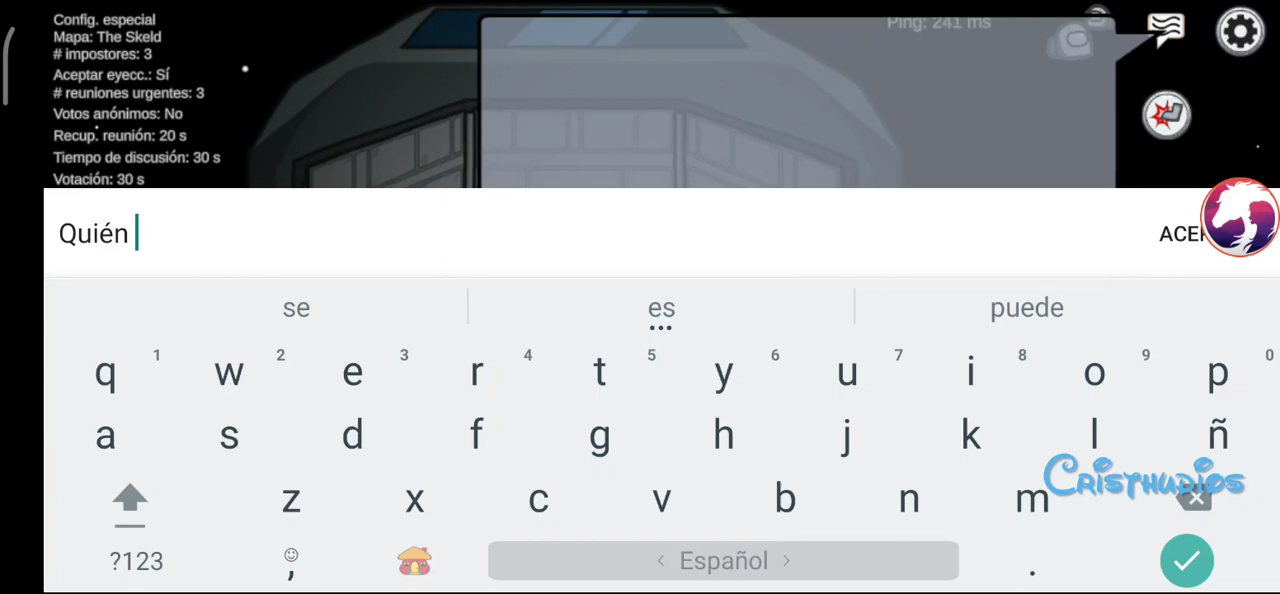 Config. especial
Mapa: The Skeld
# impostores: 3
Aceptar eyecc.: Sí
# reuniones urgentes: 3
Votos anónimos: No
Recup. reunión: 20 s
Tiempo de discusión: 30 s
Votación: 30 s
Ping: 241 ms
Quién
se es puede
1 2 3 4 5 6 7 8 9 0
q w e r t y u i o p
a s d f g h j k l ñ
z x c v b n m
CRISTHUDIOS
?123 , < Español > .